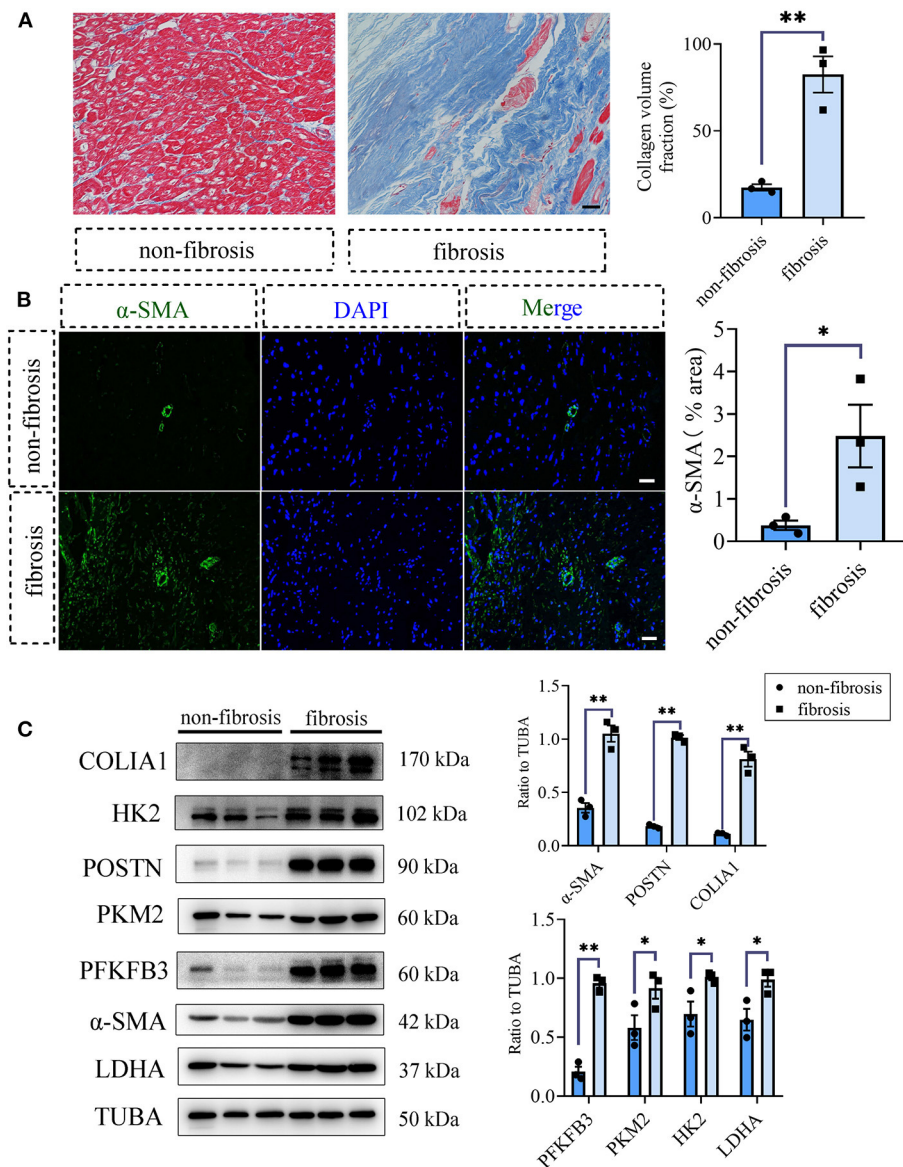 A
non-fibrosis
fibrosis
Collagen volume
fraction (%)
100
50
0
**
non-fibrosis
fibrosis
B
α-SMA
DAPI
Merge
non-fibrosis
fibrosis
α-SMA ( % area)
5
4
3
2
1
0
*
non-fibrosis
fibrosis
C
non-fibrosis fibrosis
COLIA1 170 kDa
HK2 102 kDa
POSTN 90 kDa
PKM2 60 kDa
PFKFB3 60 kDa
α-SMA 42 kDa
LDHA 37 kDa
TUBA 50 kDa
non-fibrosis
fibrosis
Ratio to TUBA
1.5
1.0
0.5
0.0
** ** **
α-SMA
POSTN
COLIA1
Ratio to TUBA
1.5
1.0
0.5
0.0
** * * *
PFKFB3
PKM2
HK2
LDHA